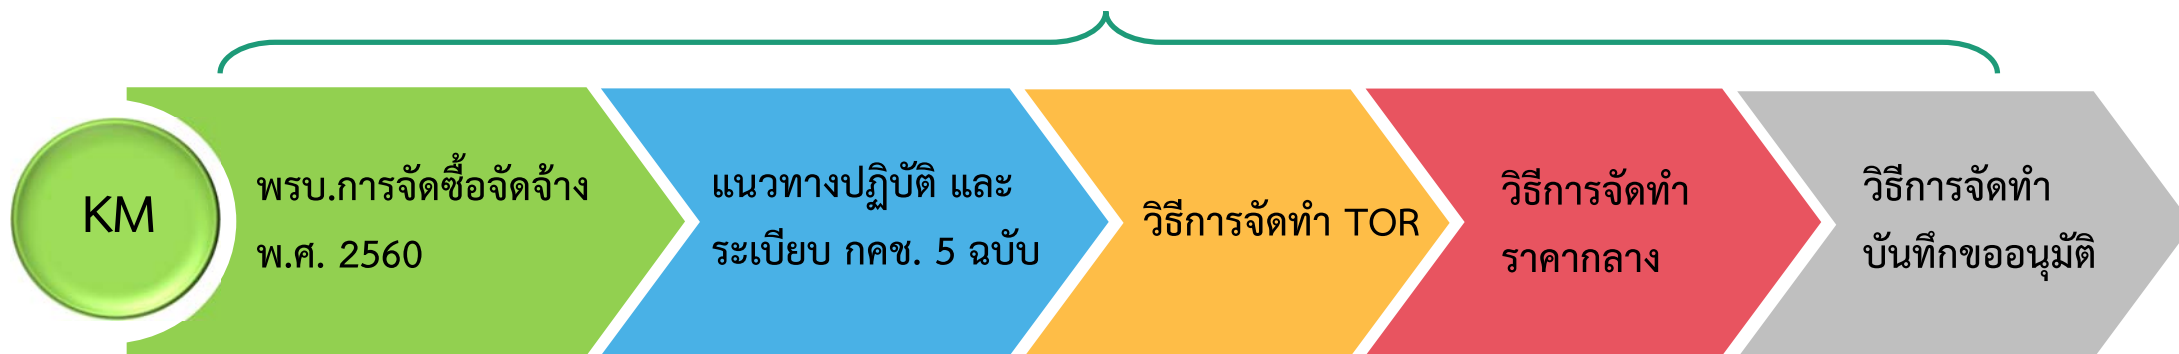 KM
พรบ.การจัดซื้อจัดจ้าง
พ.ศ. 2560
แนวทางปฏิบัติ และ
ระเบียบ กคช. 5 ฉบับ
วิธีการจัดทำ TOR
วิธีการจัดทำ
ราคากลาง
วิธีการจัดทำ
บันทึกขออนุมัติ